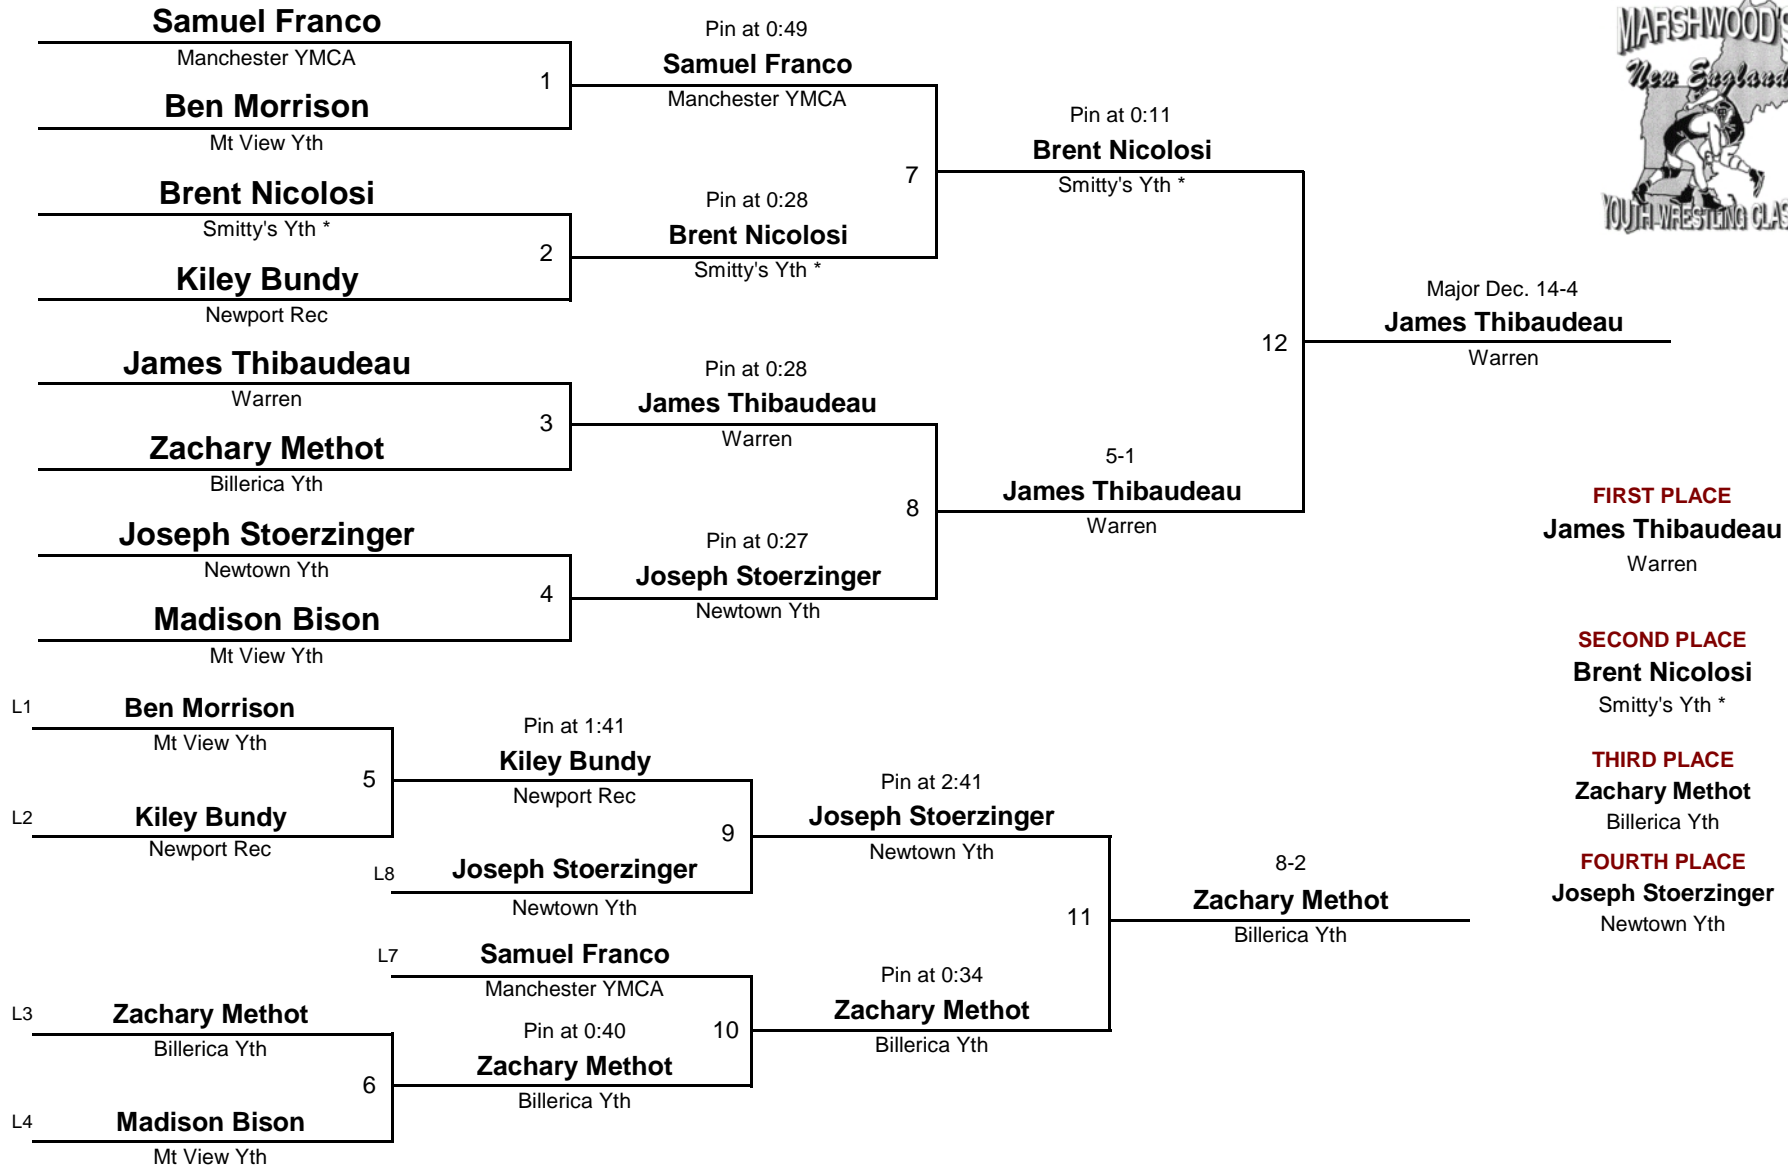 Samuel Franco
Manchester YMCA
1
Ben Morrison
Mt View Yth
Brent Nicolosi
Smitty's Yth *
2
Kiley Bundy
Newport Rec
James Thibaudeau
Warren
3
Zachary Methot
Billerica Yth
Joseph Stoerzinger
Newtown Yth
4
Madison Bison
Mt View Yth
Pin at 0:49
Samuel Franco
Manchester YMCA
7
Pin at 0:28
Brent Nicolosi
Smitty's Yth *
Pin at 0:28
James Thibaudeau
Warren
8
Pin at 0:27
Joseph Stoerzinger
Newtown Yth
Pin at 0:11
Brent Nicolosi
Smitty's Yth *
12
5-1
James Thibaudeau
Warren
Major Dec. 14-4
James Thibaudeau
Warren
MARSHWOOD'S
New England
YOUTH WRESTLING CLAS
FIRST PLACE
James Thibaudeau
Warren
SECOND PLACE
Brent Nicolosi
Smitty's Yth *
THIRD PLACE
Zachary Methot
Billerica Yth
FOURTH PLACE
Joseph Stoerzinger
Newtown Yth
L1
Ben Morrison
Mt View Yth
5
L2
Kiley Bundy
Newport Rec
L3
Zachary Methot
Billerica Yth
6
L4
Madison Bison
Mt View Yth
Pin at 1:41
Kiley Bundy
Newport Rec
9
L8
Joseph Stoerzinger
Newtown Yth
L7
Samuel Franco
Manchester YMCA
10
Pin at 0:40
Zachary Methot
Billerica Yth
Pin at 2:41
Joseph Stoerzinger
Newtown Yth
11
Pin at 0:34
Zachary Methot
Billerica Yth
8-2
Zachary Methot
Billerica Yth